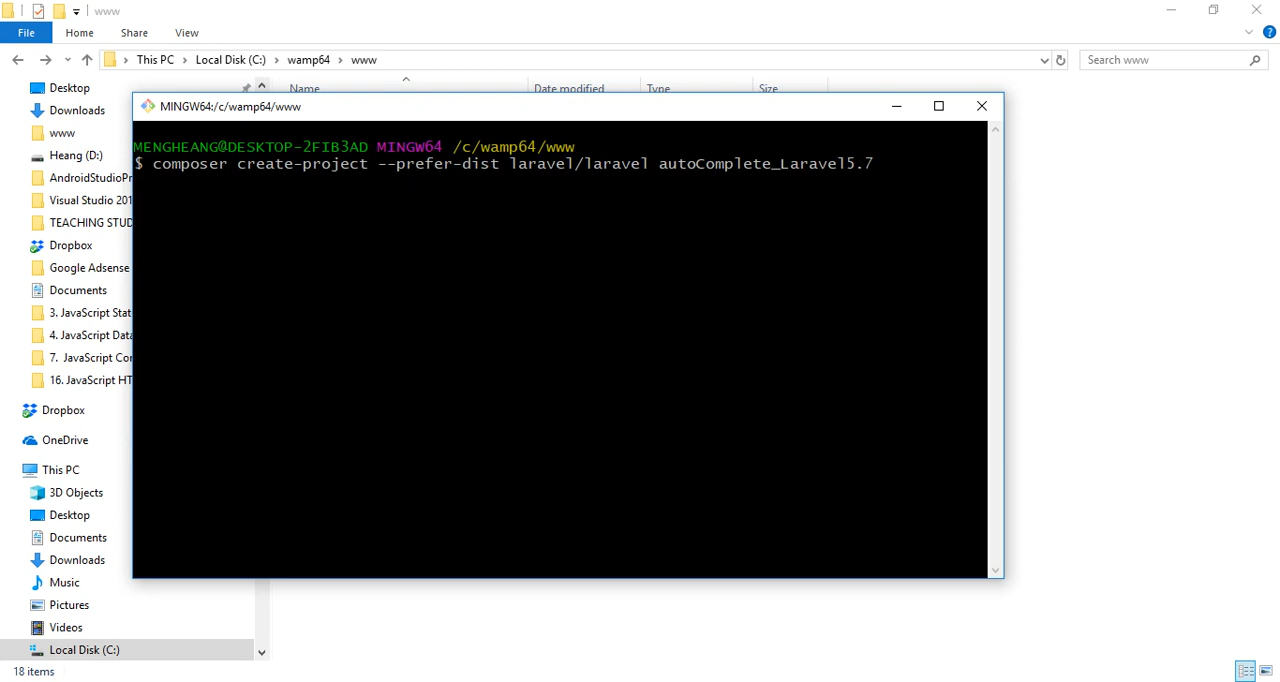 www
File Home Share View
This PC Local Disk (C:) wamp64 www
Search www
Name Date modified Type Size
Desktop
Downloads
www
Heang (D:)
AndroidStudioPr
Visual Studio 201
TEACHING STUD
Dropbox
Google Adsense
Documents
3. JavaScript Stat
4. JavaScript Data
7. JavaScript Con
16. JavaScript HT
Dropbox
OneDrive
This PC
3D Objects
Desktop
Documents
Downloads
Music
Pictures
Videos
Local Disk (C:)
18 items
MINGW64:/c/wamp64/www
MENGHEANG@DESKTOP-2FIB3AD MINGW64 /c/wamp64/www
$ composer create-project --prefer-dist laravel/laravel autoComplete_Laravel5.7